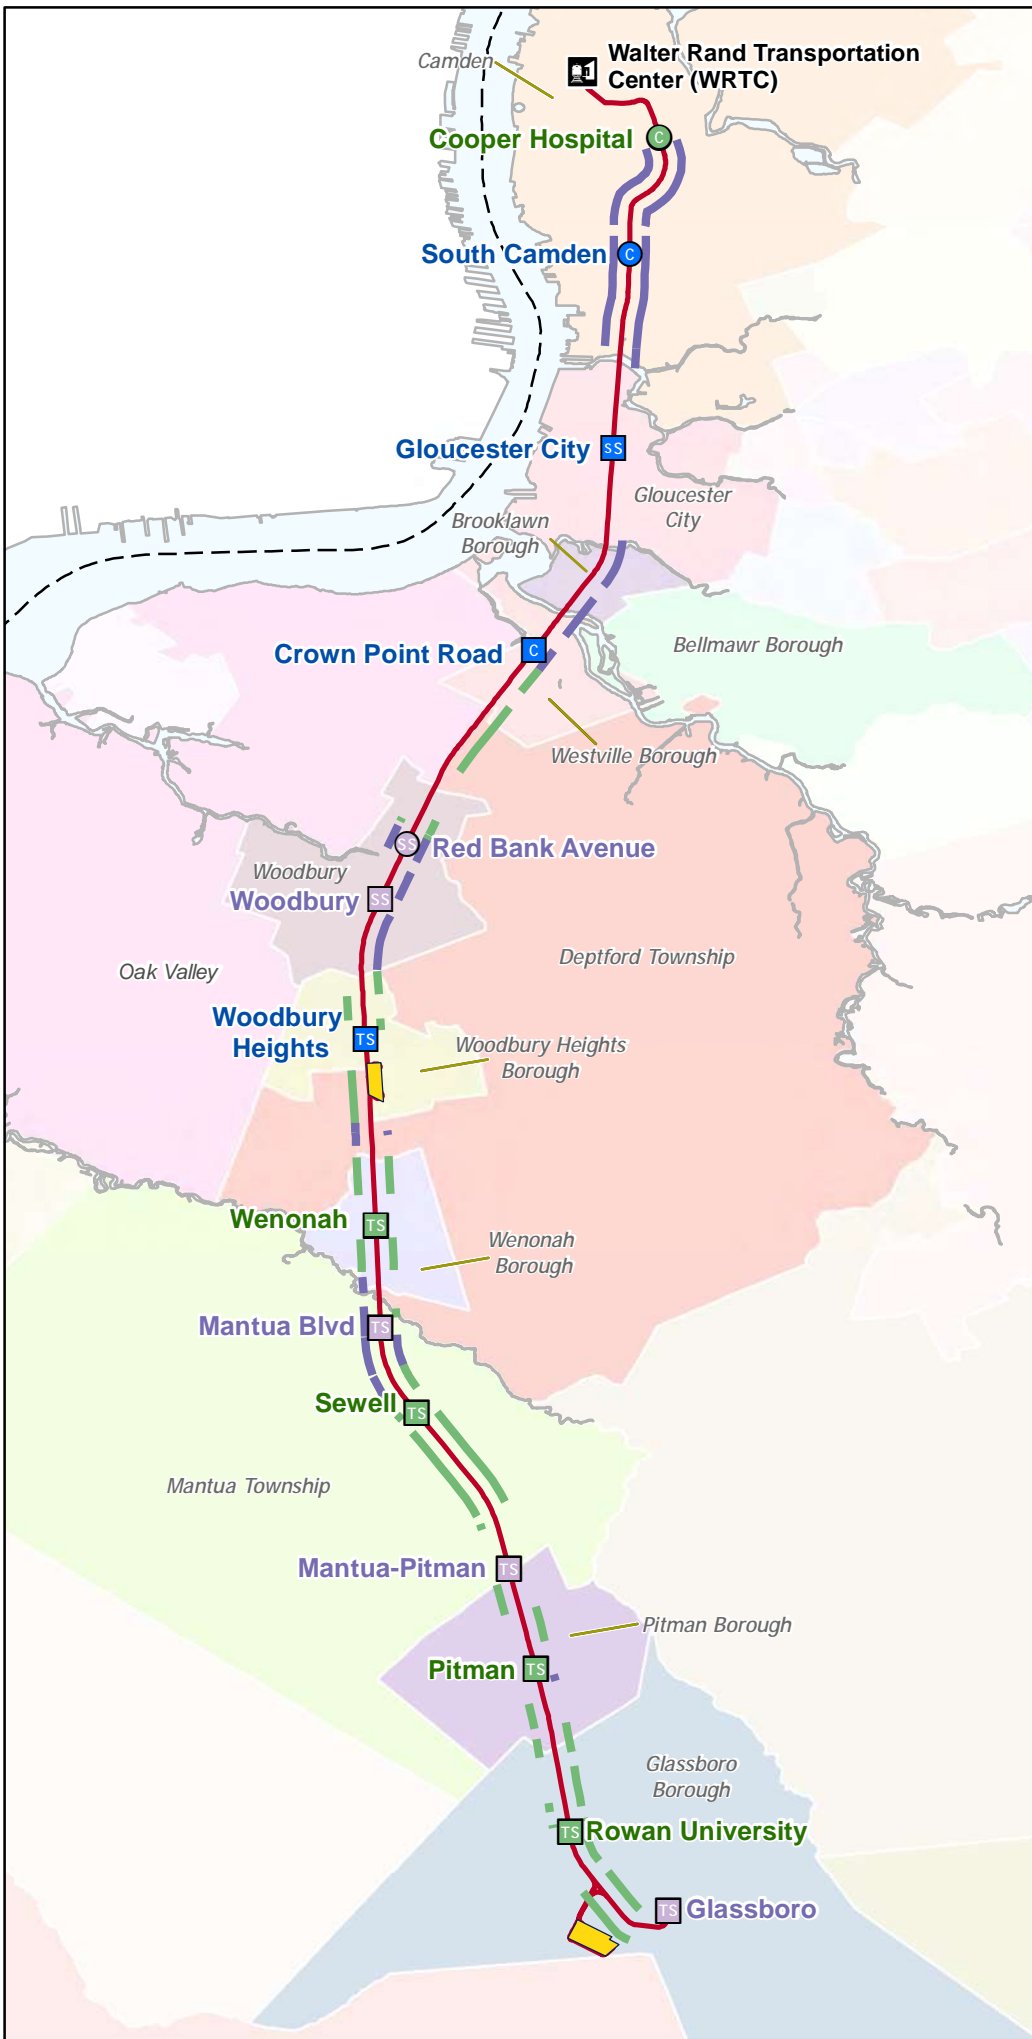 Camden
Walter Rand Transportation
Center (WRTC)
Cooper Hospital
C
South Camden
C
Gloucester City
SS
Gloucester
City
Brooklawn
Borough
Crown Point Road
C
Bellmawr Borough
Westville Borough
SS
Red Bank Avenue
Woodbury
Woodbury
SS
Oak Valley
Deptford Township
Woodbury
Heights
TS
Woodbury Heights
Borough
Wenonah
TS
Wenonah
Borough
Mantua Blvd
TS
Sewell
TS
Mantua Township
Mantua-Pitman
TS
Pitman Borough
Pitman
TS
Glassboro
Borough
TS
Rowan University
TS
Glassboro